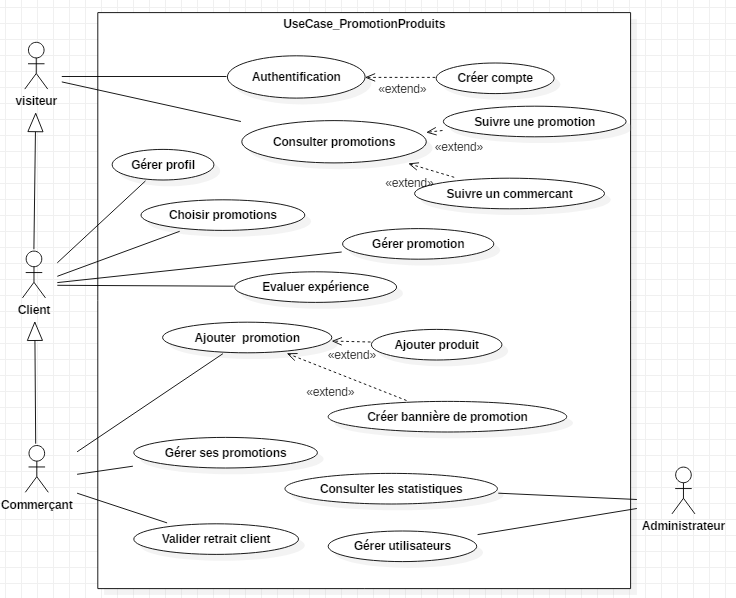 UseCase_PromotionProduits
visiteur
Authentification
«extend»
Créer compte
Consulter promotions
«extend»
Suivre une promotion
«extend»
Suivre un commercant
Gérer profil
Choisir promotions
Gérer promotion
Client
Evaluer expérience
Ajouter  promotion
«extend»
Ajouter produit
«extend»
Créer bannière de promotion
Gérer ses promotions
Commerçant
Consulter les statistiques
Administrateur
Valider retrait client
Gérer utilisateurs